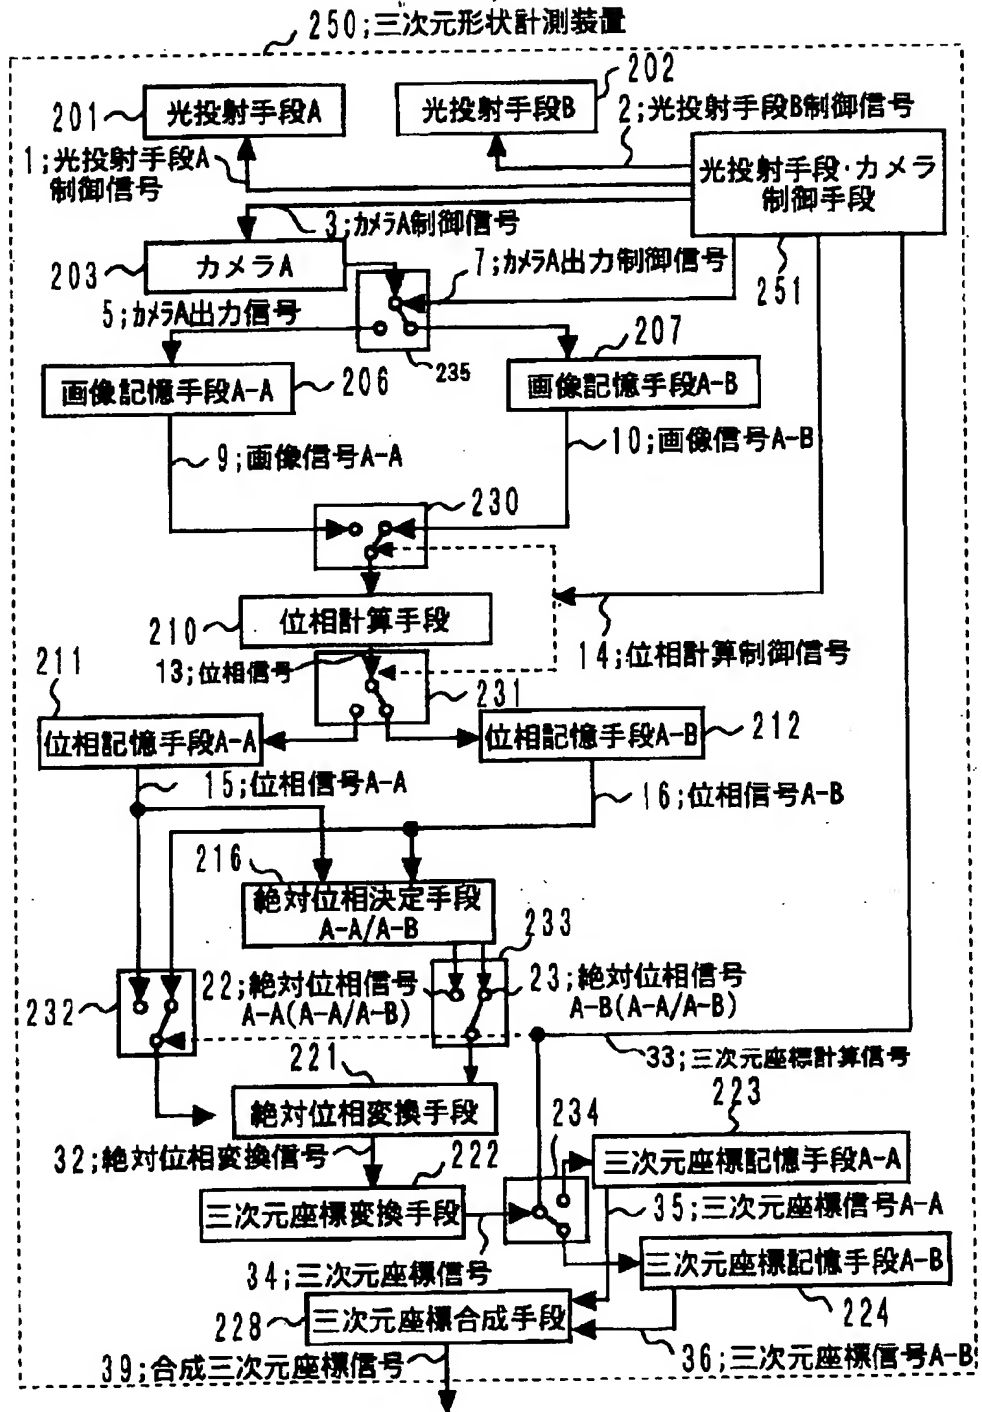 250;三次元形状計測装置
201
光投射手段A
202
光投射手段B
2;光投射手段B制御信号
1;光投射手段A
制御信号
光投射手段・カメラ
制御手段
3;カメラA制御信号
203
カメラA
7;カメラA出力制御信号
251
5;カメラA出力信号
235
207
画像記憶手段A-A
206
画像記憶手段A-B
9;画像信号A-A
10;画像信号A-B
230
210
位相計算手段
14;位相計算制御信号
13;位相信号
211
231
位相記憶手段A-A
位相記憶手段A-B
212
15;位相信号A-A
16;位相信号A-B
216
絶対位相決定手段
A-A/A-B
233
232
22;絶対位相信号
A-A(A-A/A-B)
23;絶対位相信号
A-B(A-A/A-B)
33;三次元座標計算信号
221
絶対位相変換手段
223
234
32;絶対位相変換信号
222
三次元座標記憶手段A-A
三次元座標変換手段
35;三次元座標信号A-A
34;三次元座標信号
三次元座標記憶手段A-B
224
228
三次元座標合成手段
36;三次元座標信号A-B
39;合成三次元座標信号